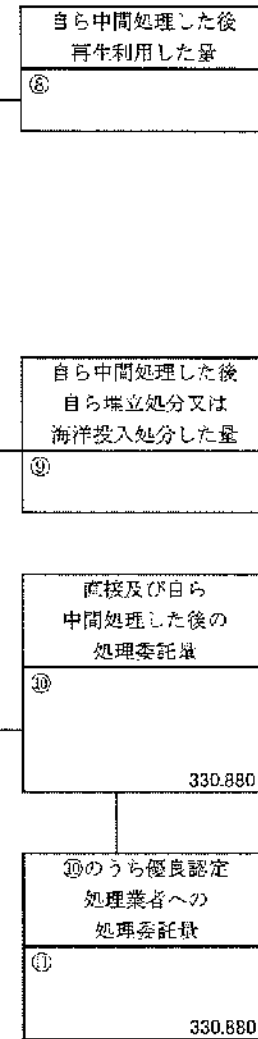 自ら中間処理した後
再生利用した量
⑧
自ら中間処理した後
自ら埋立処分又は
海洋投入処分した量
⑨
直接及び自ら
中間処理した後の
処理委託量
⑩
330.880
⑩のうち優良認定
処理業者への
処理委託量
⑪
330.880